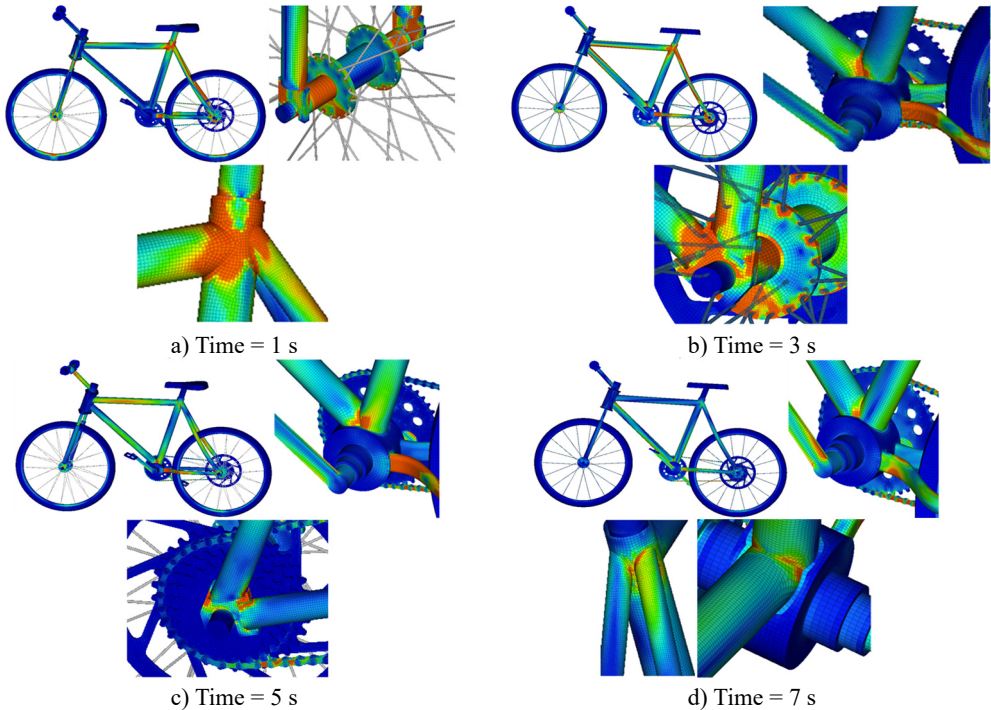 a) Time = 1 s
b) Time = 3 s
c) Time = 5 s
d) Time = 7 s